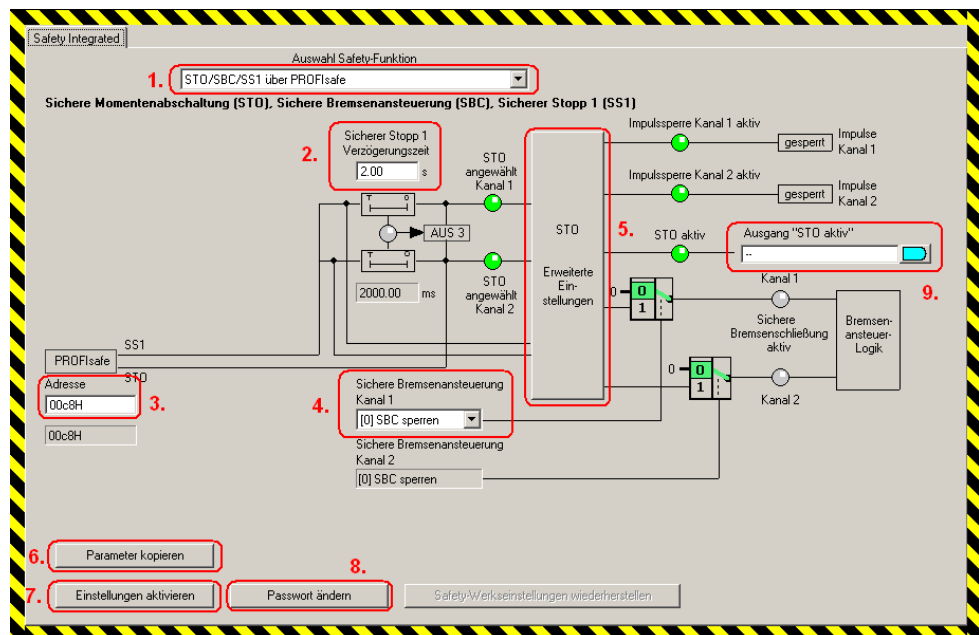 Safety Integrated
Auswahl Safety-Funktion
1.
STO/SBC/SS1 über PROFIsafe
Sichere Momentenabschaltung (STO), Sichere Bremsenansteuerung (SBC), Sicherer Stopp 1 (SS1)
2.
Sicherer Stopp 1
Verzögerungszeit
2.00 s
STO
angewählt
Kanal 1
T 0
AUS 3
T 0
2000.00 ms
STO
angewählt
Kanal 2
STO
Erweiterte
Ein-
stellungen
5.
Impulssperre Kanal 1 aktiv
gesperrt
Impulse
Kanal 1
Impulssperre Kanal 2 aktiv
gesperrt
Impulse
Kanal 2
STO aktiv
Ausgang "STO aktiv"
--
9.
0
0
1
Kanal 1
Sichere
Bremsenschließung
aktiv
Bremsen-
ansteuer-
Logik
0
0
1
Kanal 2
PROFIsafe
SS1
STO
Adresse
00c8H
3.
00c8H
4.
Sichere Bremsenansteuerung
Kanal 1
[0] SBC sperren
Sichere Bremsenansteuerung
Kanal 2
[0] SBC sperren
6.
Parameter kopieren
7.
Einstellungen aktivieren
8.
Passwort ändern
Safety-Werkseinstellungen wiederherstellen